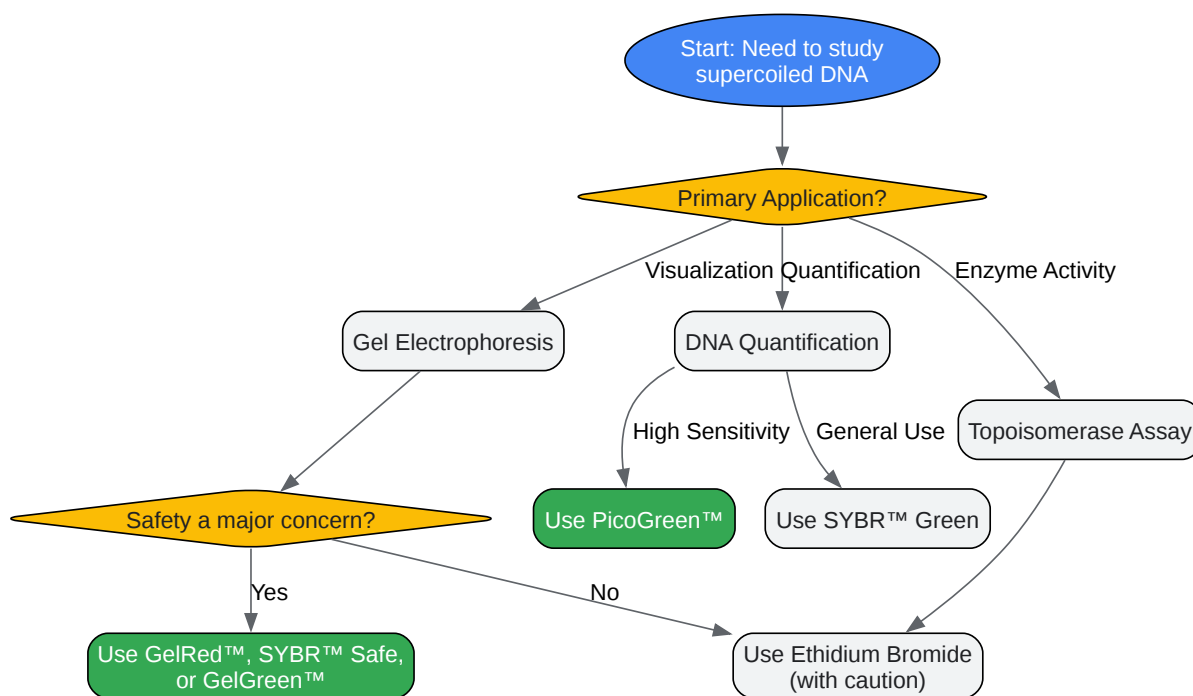 Start: Need to study
supercoiled DNA
Primary Application?
Visualization
Quantification
Enzyme Activity
Gel Electrophoresis
DNA Quantification
Topoisomerase Assay
High Sensitivity
General Use
Safety a major concern?
Use PicoGreen™
Use SYBR™ Green
Yes
No
Use GelRed™, SYBR™ Safe,
or GelGreen™
Use Ethidium Bromide
(with caution)